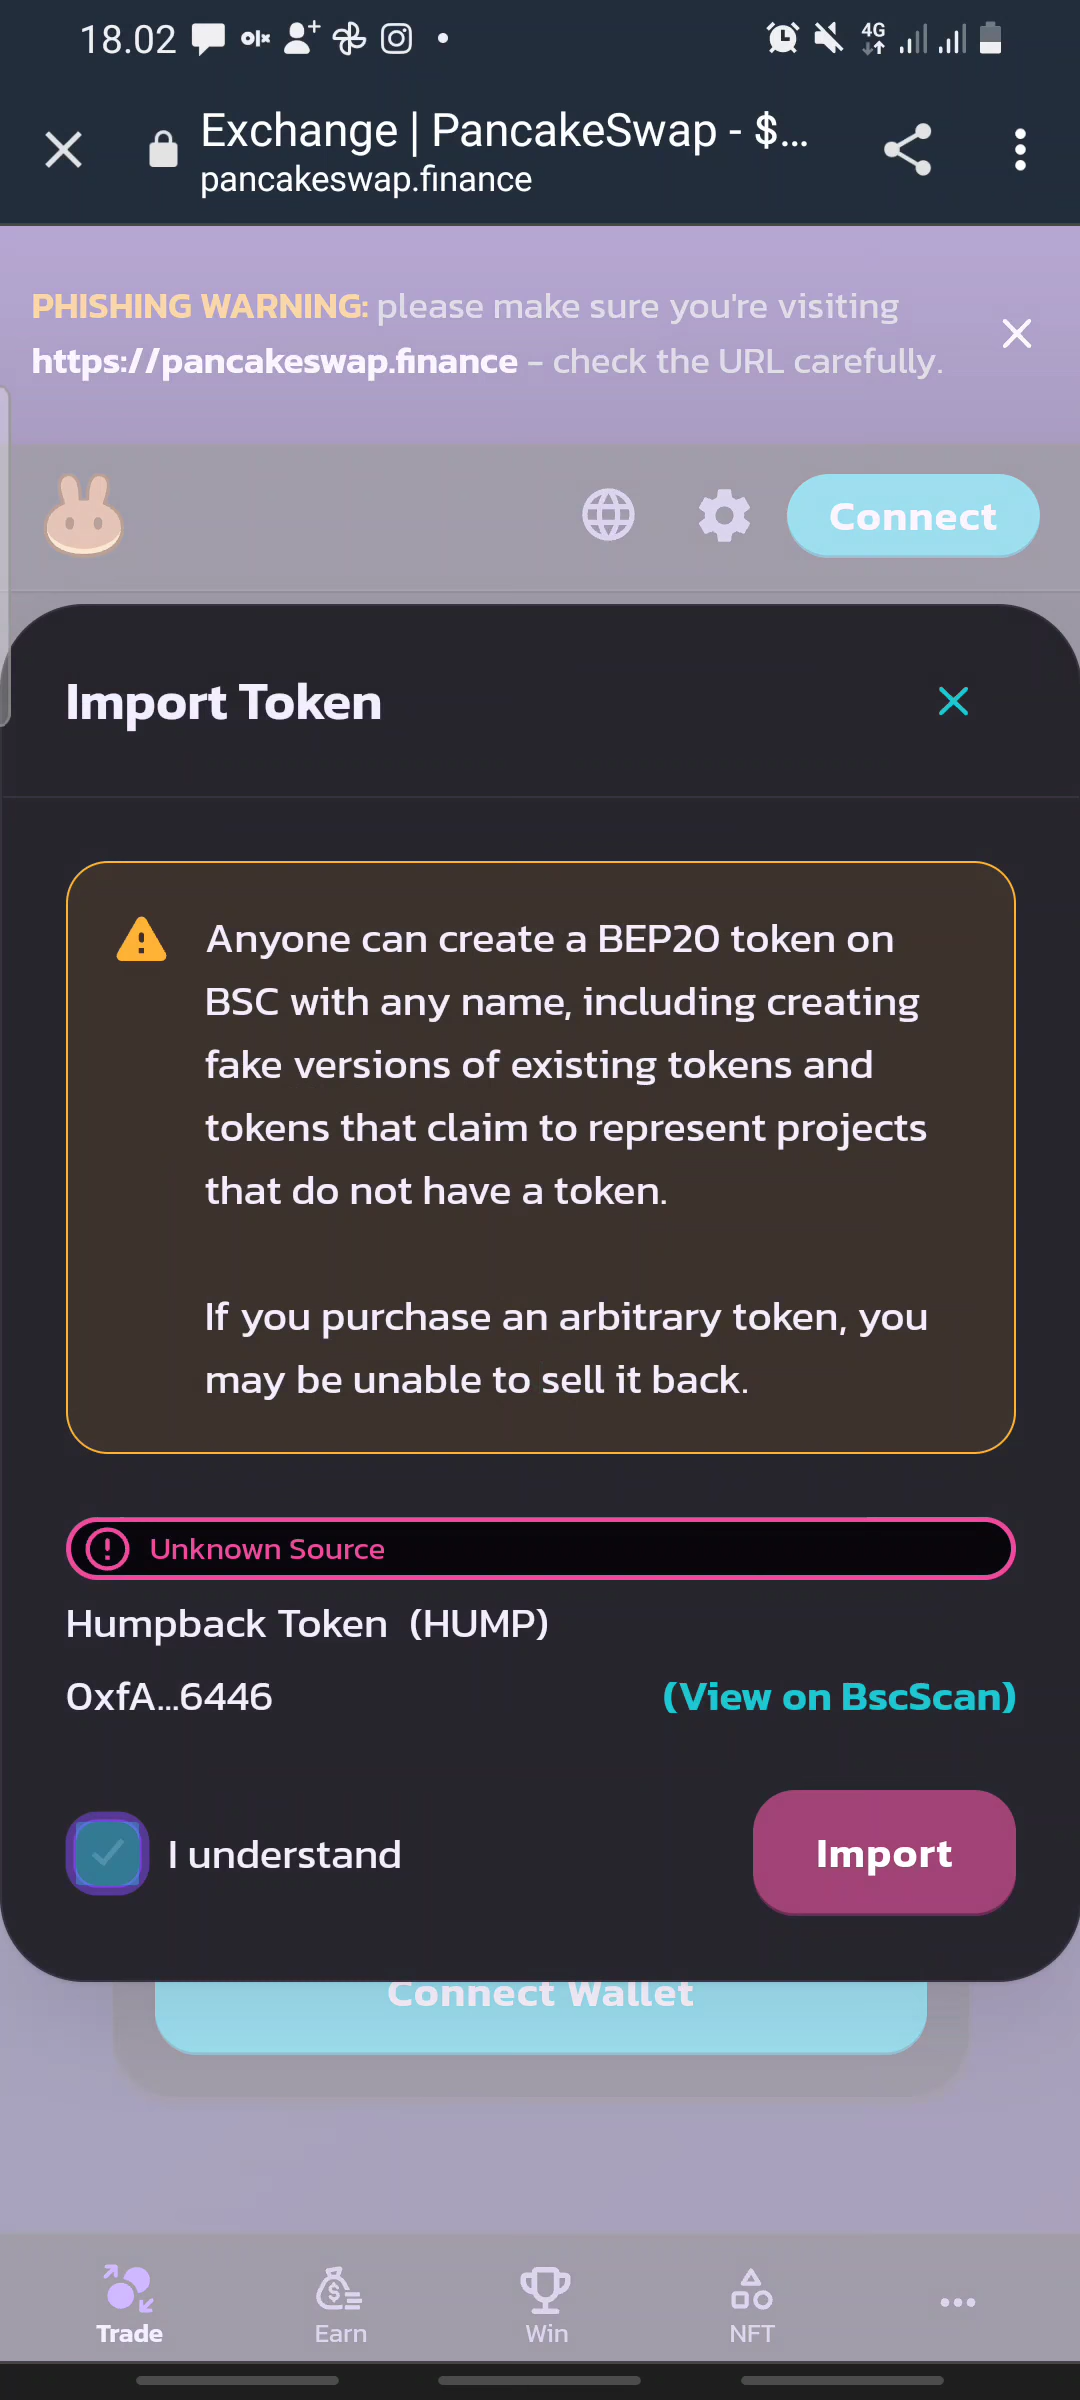 18.02
olx
4G
Exchange | PancakeSwap - $...
pancakeswap.finance
PHISHING WARNING: please make sure you're visiting
https://pancakeswap.finance - check the URL carefully.
Connect
Import Token
Anyone can create a BEP20 token on
BSC with any name, including creating
fake versions of existing tokens and
tokens that claim to represent projects
that do not have a token.
If you purchase an arbitrary token, you
may be unable to sell it back.
Unknown Source
Humpback Token (HUMP)
0xfA...6446
(View on BscScan)
I understand
Import
Connect Wallet
Trade
Earn
Win
NFT